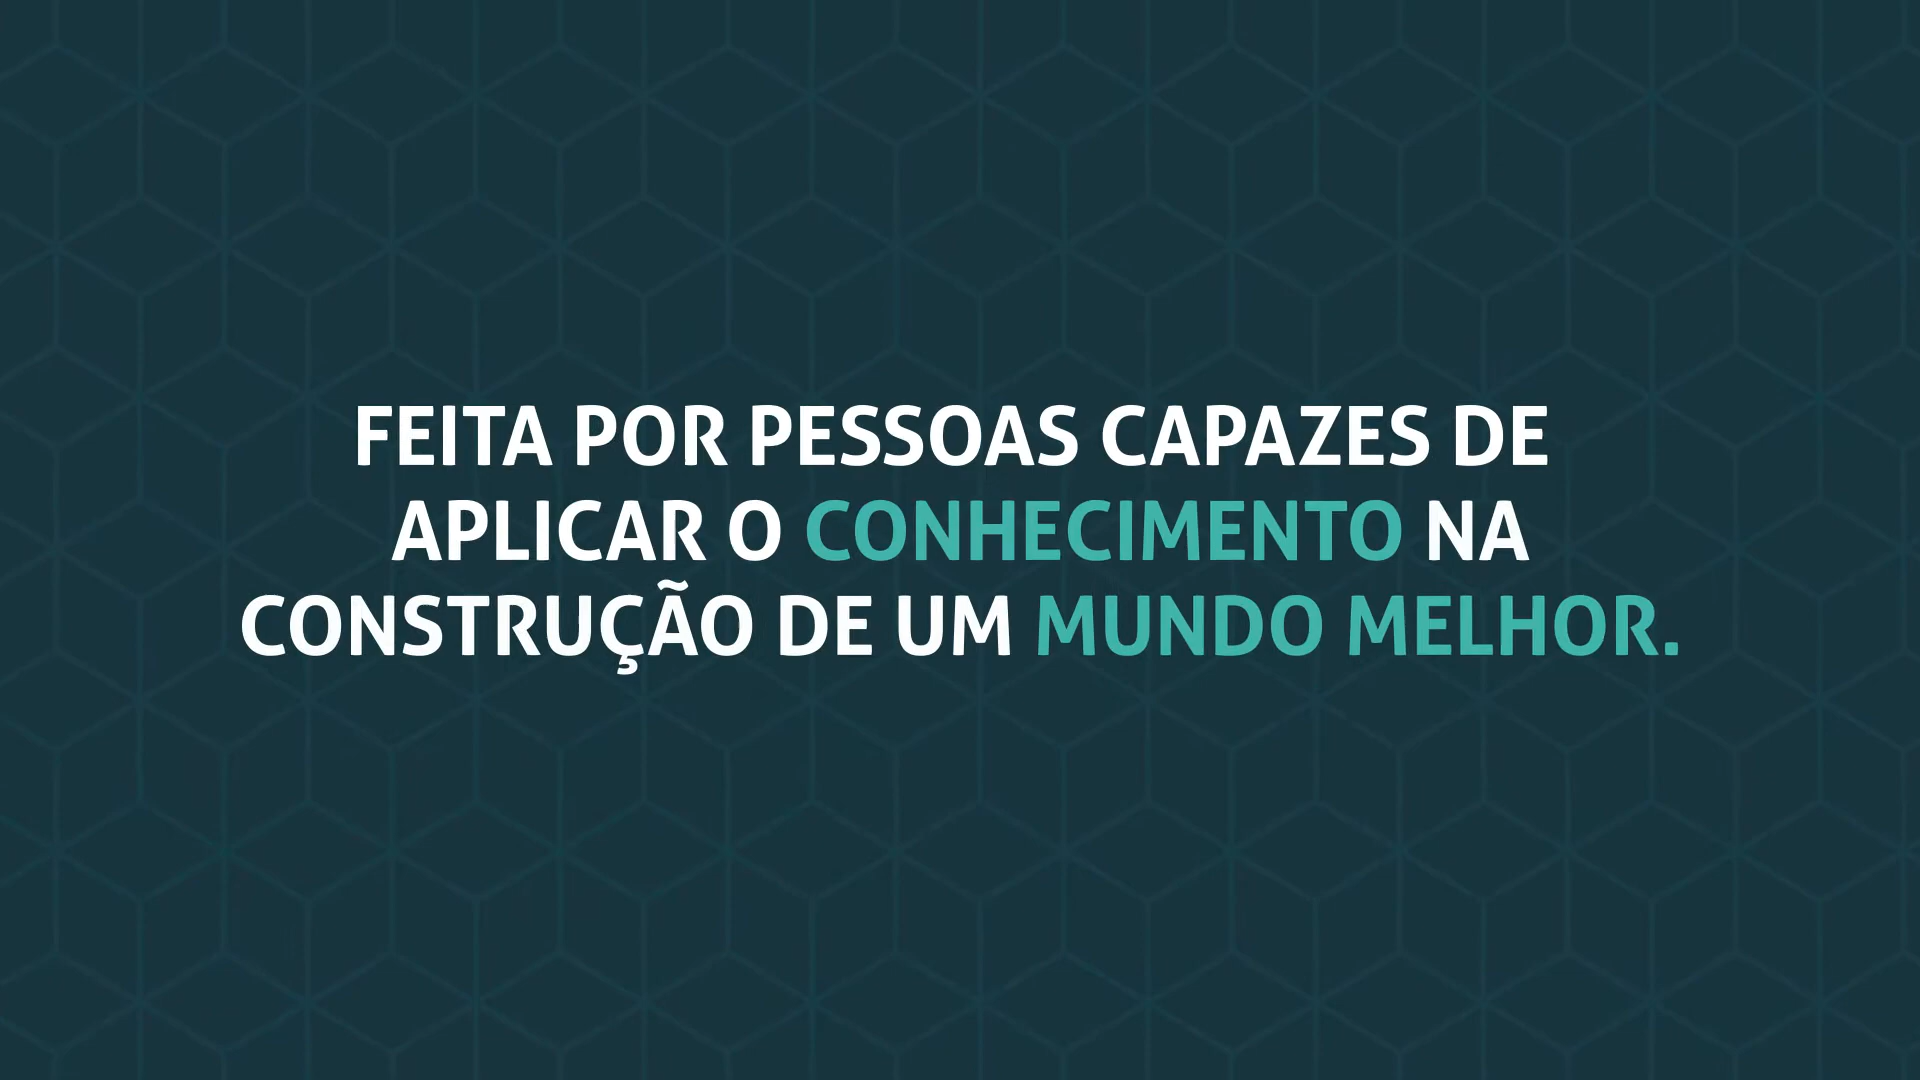 FEITA POR PESSOAS CAPAZES DE
APLICAR O CONHECIMENTO NA
CONSTRUÇÃO DE UM MUNDO MELHOR.